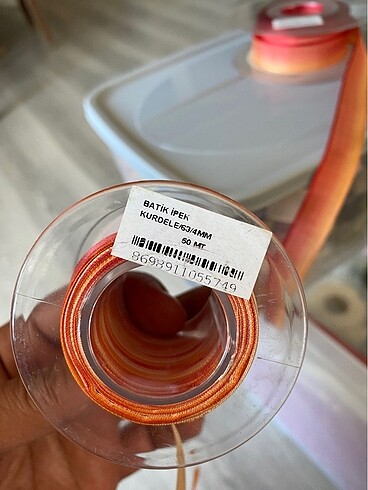 BATİK İPEK
KURDELE/63/4MM
50 MT
8698911055749